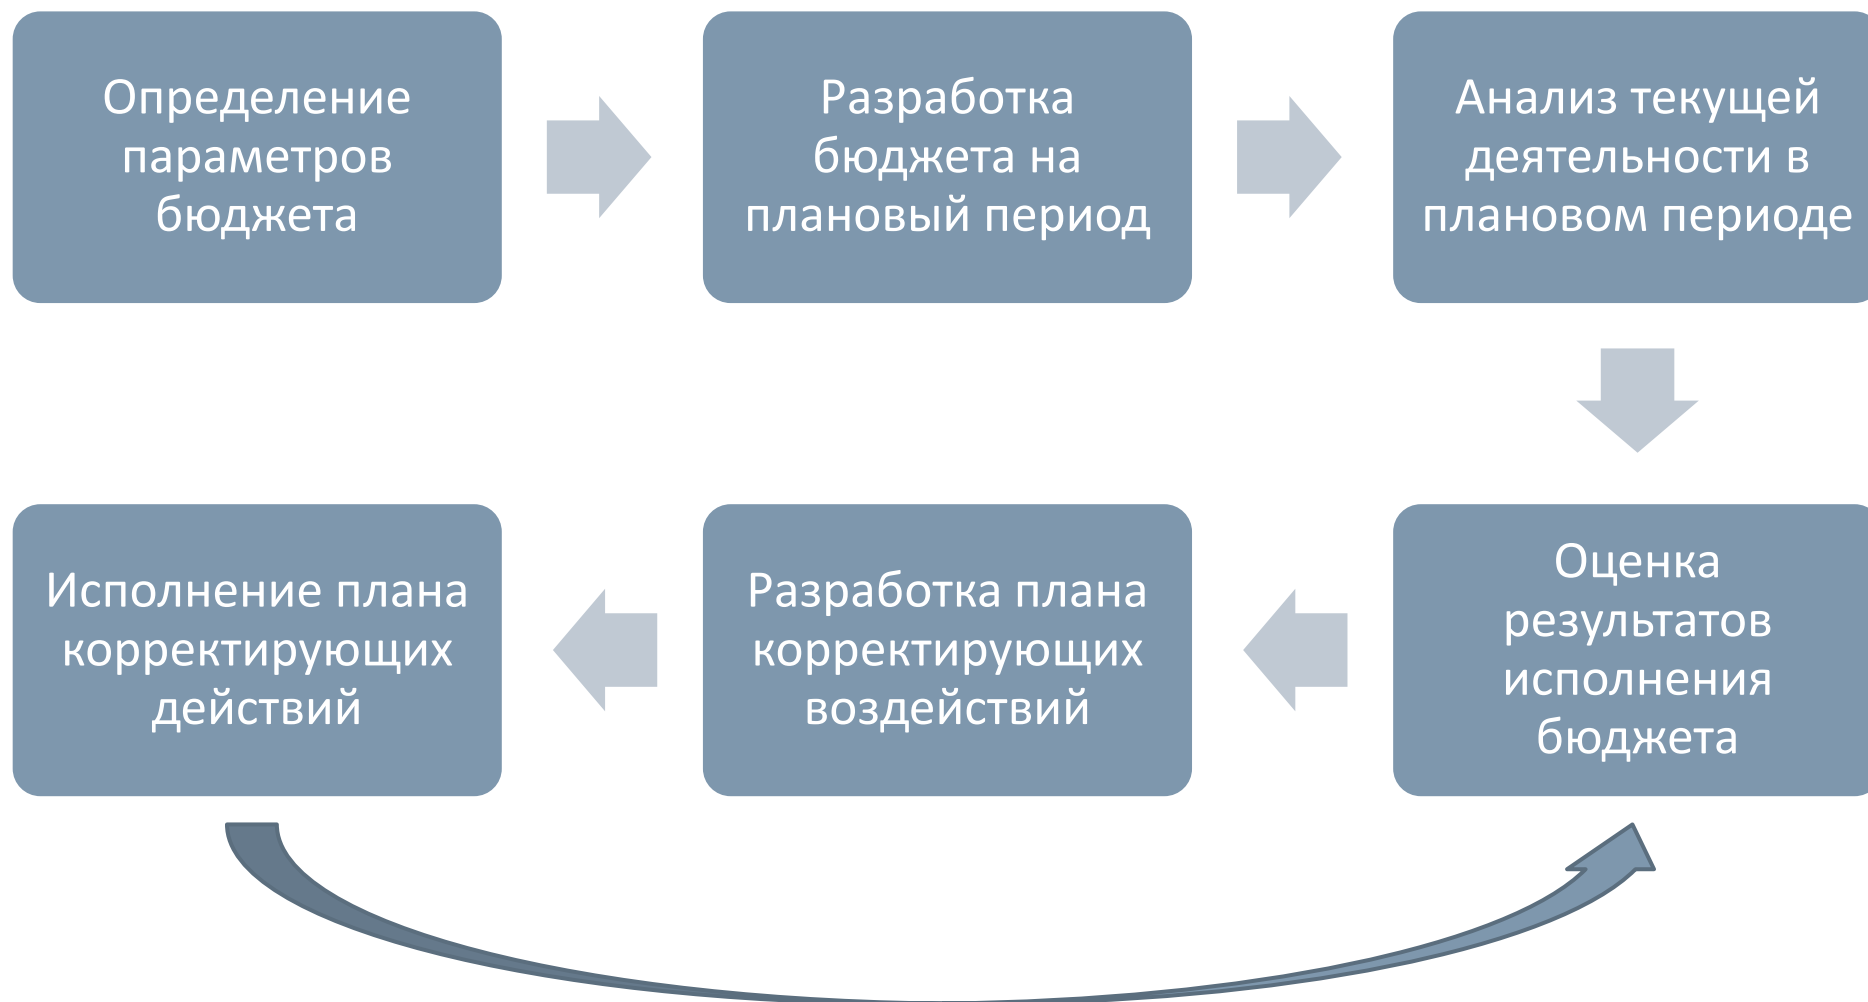 Определение
параметров
бюджета
Разработка
бюджета на
плановый период
Анализ текущей
деятельности в
плановом периоде
Оценка
результатов
исполнения
бюджета
Разработка плана
корректирующих
воздействий
Исполнение плана
корректирующих
действий